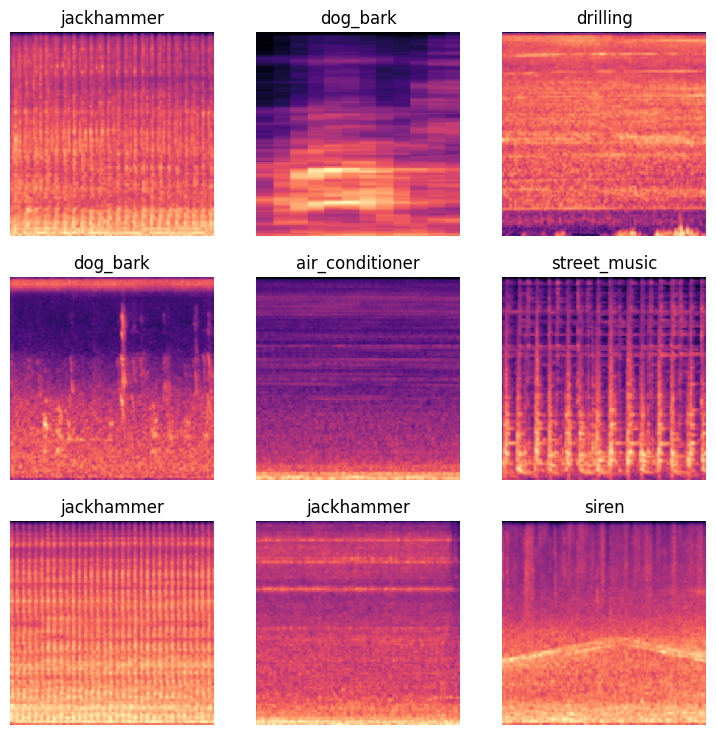 jackhammer
dog_bark
drilling
dog_bark
air_conditioner
street_music
jackhammer
jackhammer
siren